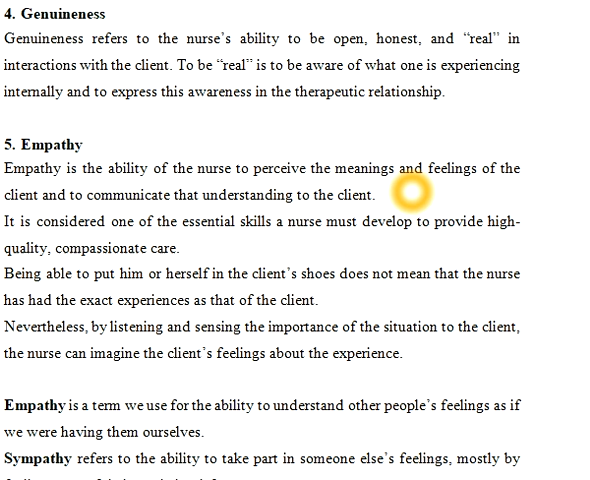 4. Genuineness
Genuineness refers to the nurse's ability to be open, honest, and “real” in
interactions with the client. To be “real” is to be aware of what one is experiencing
internally and to express this awareness in the therapeutic relationship.
5. Empathy
Empathy is the ability of the nurse to perceive the meanings and feelings of the
client and to communicate that understanding to the client.
It is considered one of the essential skills a nurse must develop to provide high-
quality, compassionate care.
Being able to put him or herself in the client's shoes does not mean that the nurse
has had the exact experiences as that of the client.
Nevertheless, by listening and sensing the importance of the situation to the client,
the nurse can imagine the client's feelings about the experience.
Empathy is a term we use for the ability to understand other people's feelings as if
we were having them ourselves.
Sympathy refers to the ability to take part in someone else's feelings, mostly by